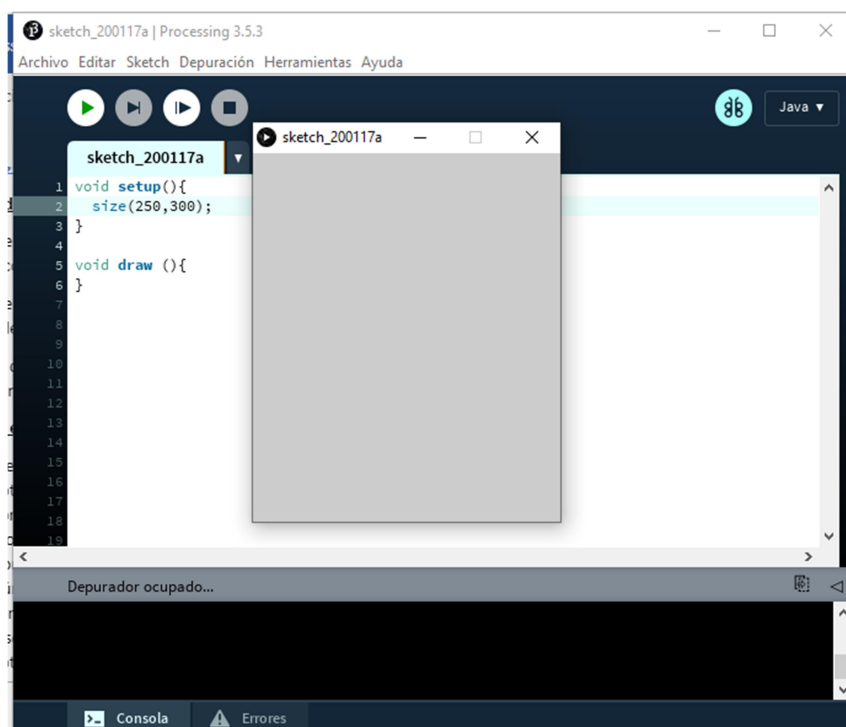 sketch_200117a | Processing 3.5.3
Archivo Editar Sketch Depuración Herramientas Ayuda
Java
sketch_200117a
sketch_200117a
1 void setup(){
2 size(250,300);
3 }
4
5 void draw (){
6 }
7
8
9
10
11
12
13
14
15
16
17
18
19
Depurador ocupado...
Consola Errores